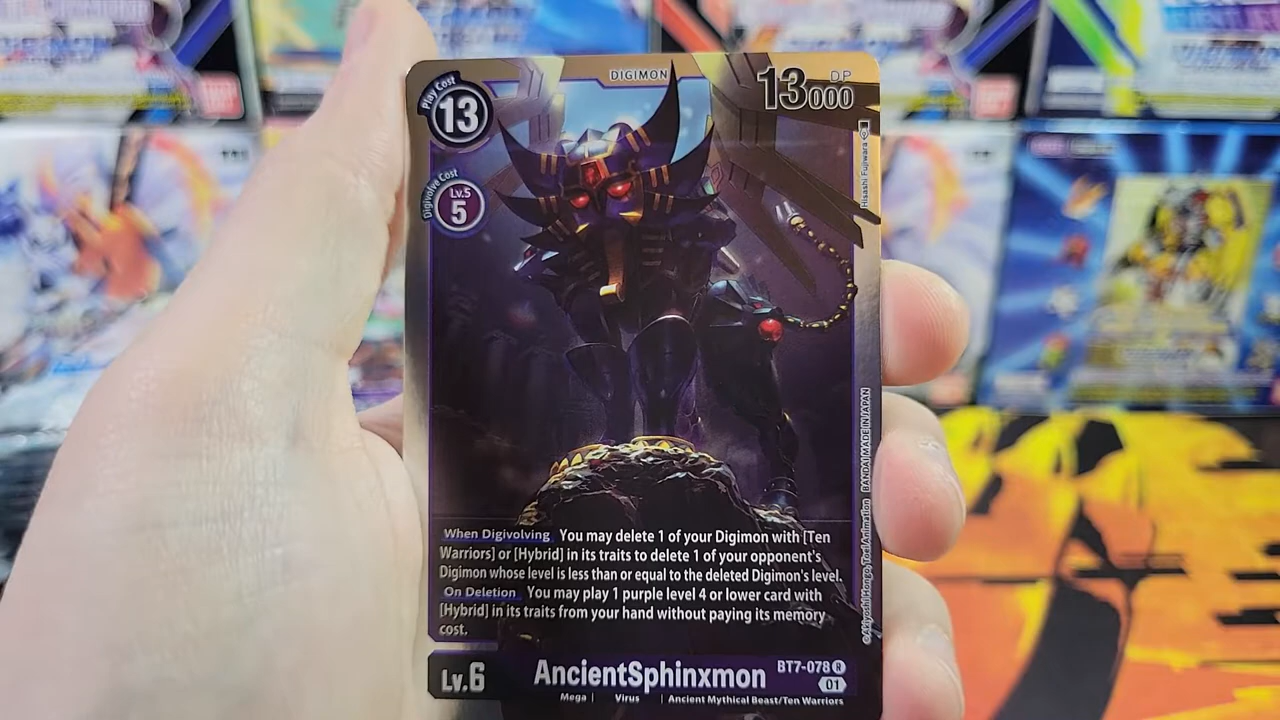 DIGIMON
Play Cost
13
DP
13000
Digivolve Cost
Lv.5
5
Hisashi Fujiwara
When Digivolving You may delete 1 of your Digimon with [Ten
Warriors] or [Hybrid] in its traits to delete 1 of your opponent's
Digimon whose level is less than or equal to the deleted Digimon's level.
On Deletion You may play 1 purple level 4 or lower card with
[Hybrid] in its traits from your hand without paying its memory
cost.
©Akiyoshi Hongo, Toei Animation BANDAI MADE IN JAPAN
Lv.6
AncientSphinxmon
BT7-078 R
01
Mega | Virus | Ancient Mythical Beast/Ten Warriors